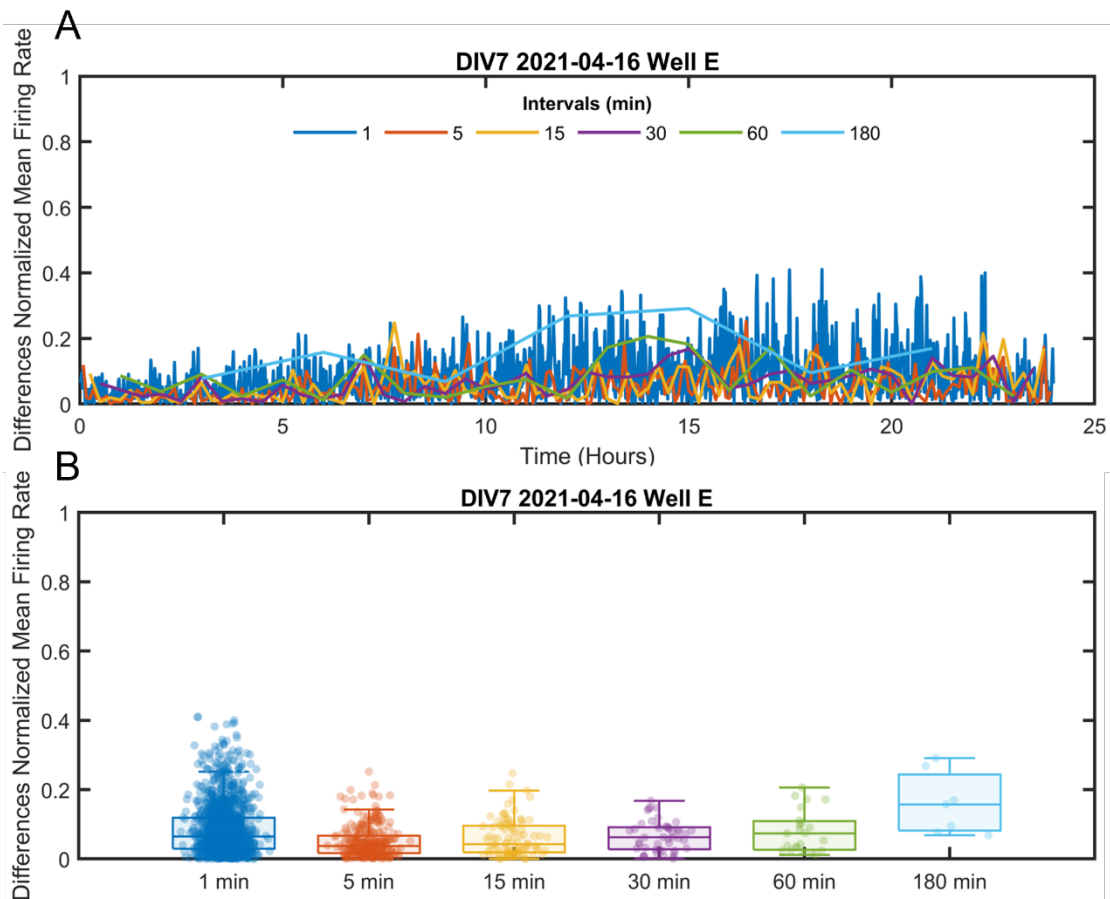 A
DIV7 2021-04-16 Well E
Differences Normalized Mean Firing Rate
Intervals (min)
1 5 15 30 60 180
1
0.8
0.6
0.4
0.2
0
0 5 10 15 20 25
Time (Hours)
B
DIV7 2021-04-16 Well E
Differences Normalized Mean Firing Rate
1
0.8
0.6
0.4
0.2
0
1 min 5 min 15 min 30 min 60 min 180 min